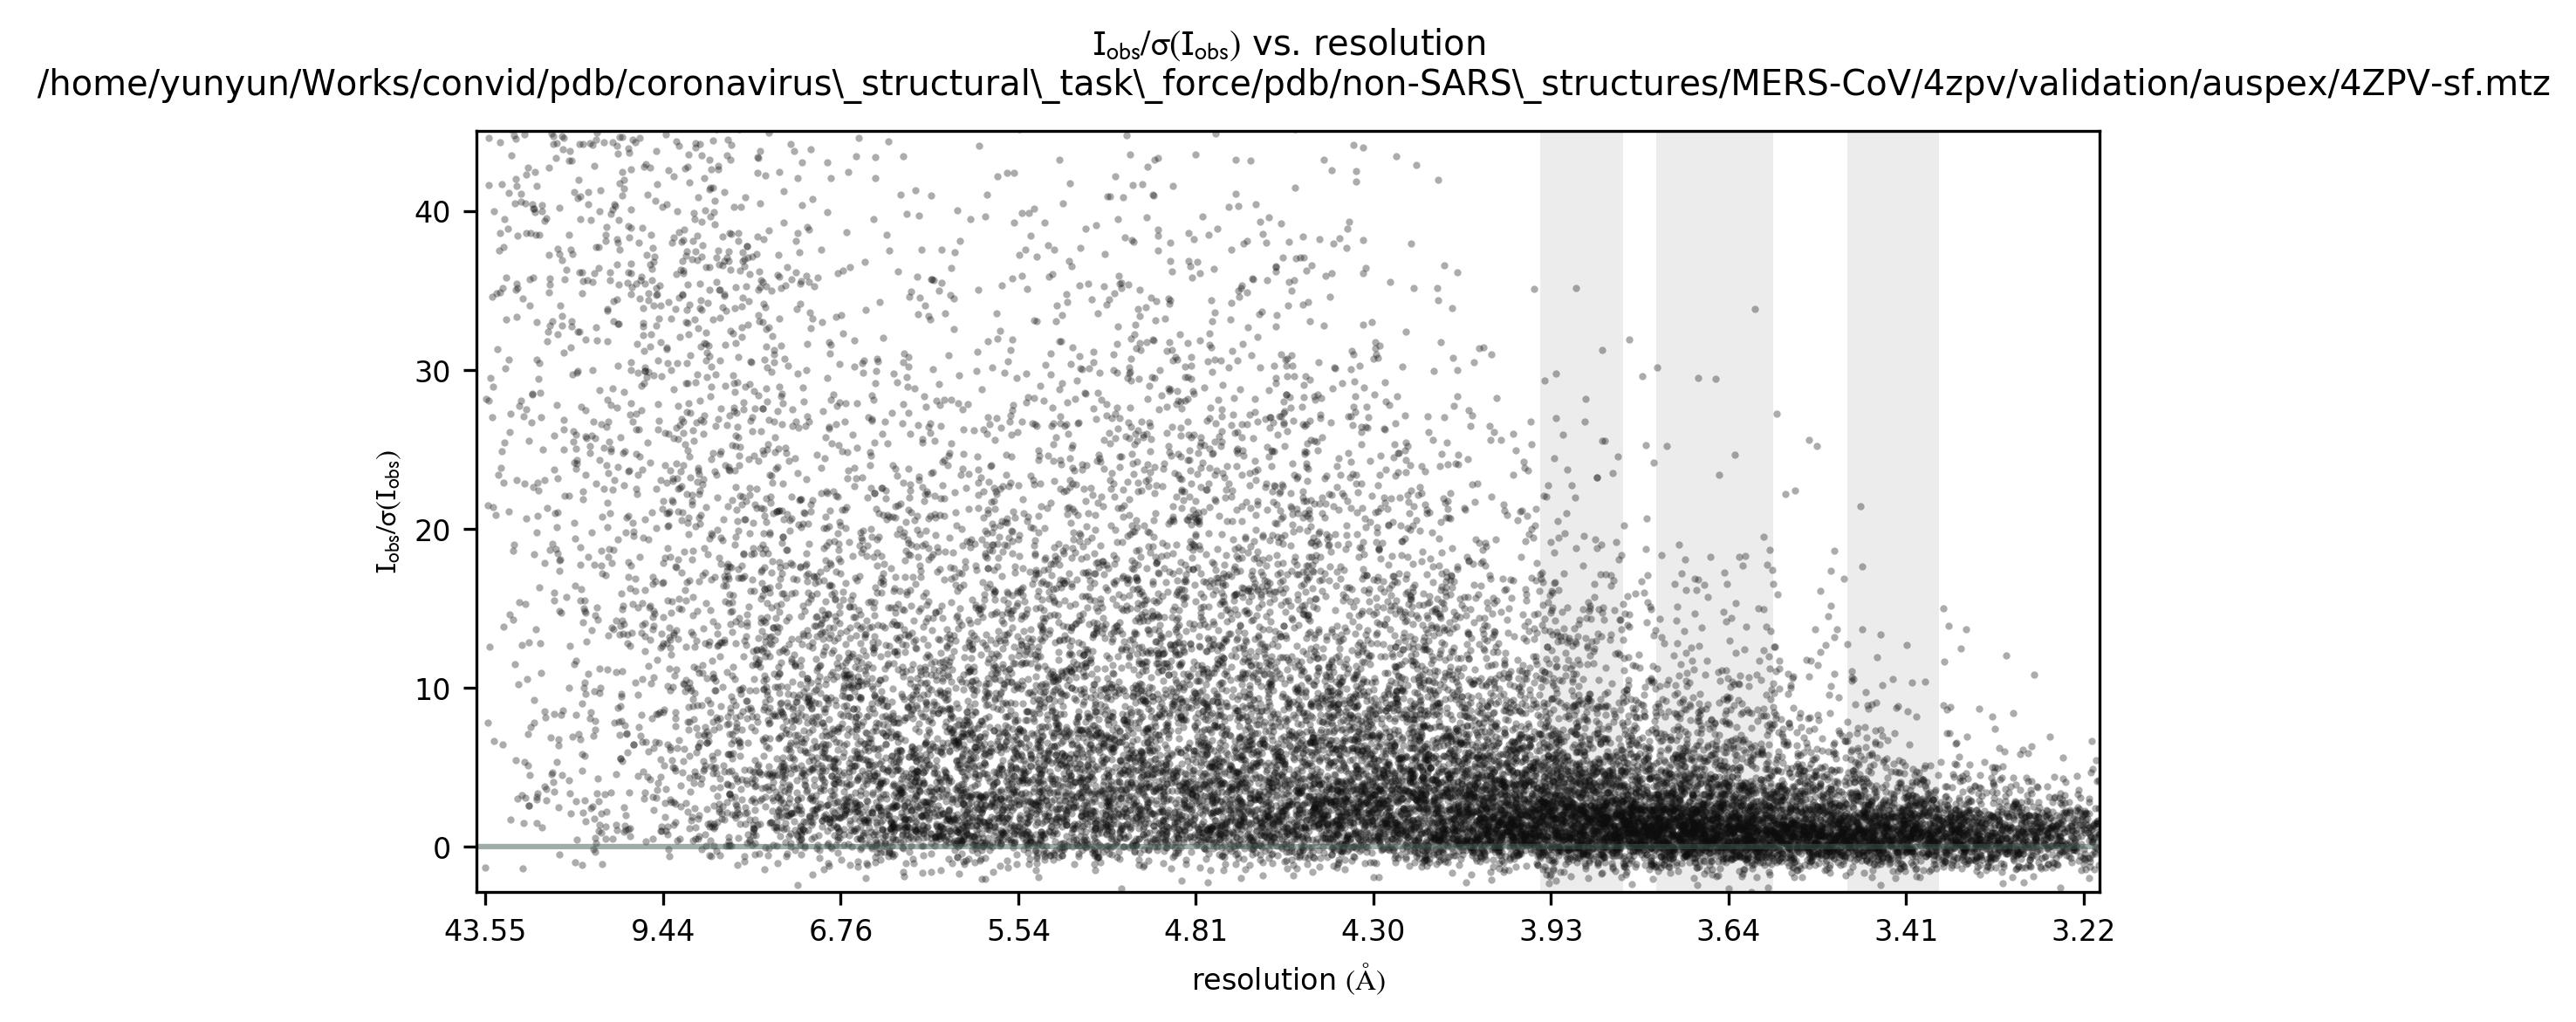 Iobs/σ(Iobs) vs. resolution
/home/yunyun/Works/convid/pdb/coronavirus\_structural\_task\_force/pdb/non-SARS\_structures/MERS-CoV/4zpv/validation/auspex/4ZPV-sf.mtz
Iobs/σ(Iobs)
40
30
20
10
0
43.55 9.44 6.76 5.54 4.81 4.30 3.93 3.64 3.41 3.22
resolution (Å)